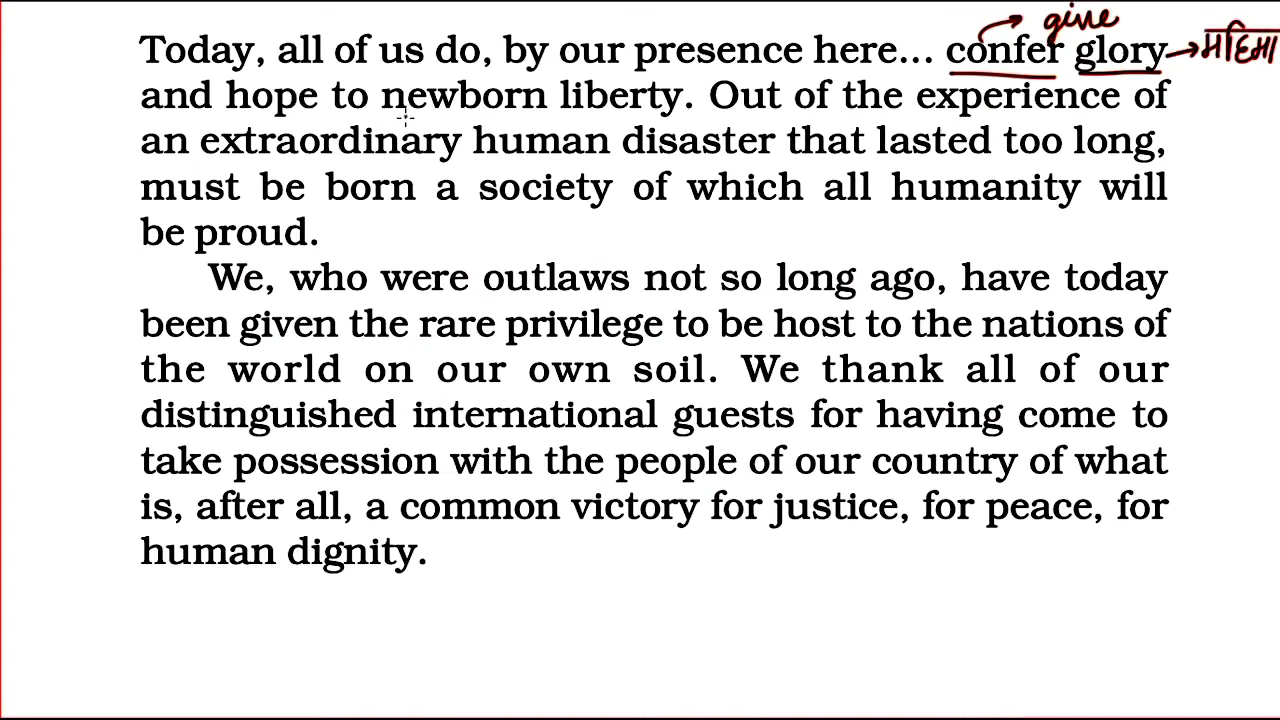 give
Today, all of us do, by our presence here... confer glory महिमा
and hope to newborn liberty. Out of the experience of
an extraordinary human disaster that lasted too long,
must be born a society of which all humanity will
be proud.
We, who were outlaws not so long ago, have today
been given the rare privilege to be host to the nations of
the world on our own soil. We thank all of our
distinguished international guests for having come to
take possession with the people of our country of what
is, after all, a common victory for justice, for peace, for
human dignity.